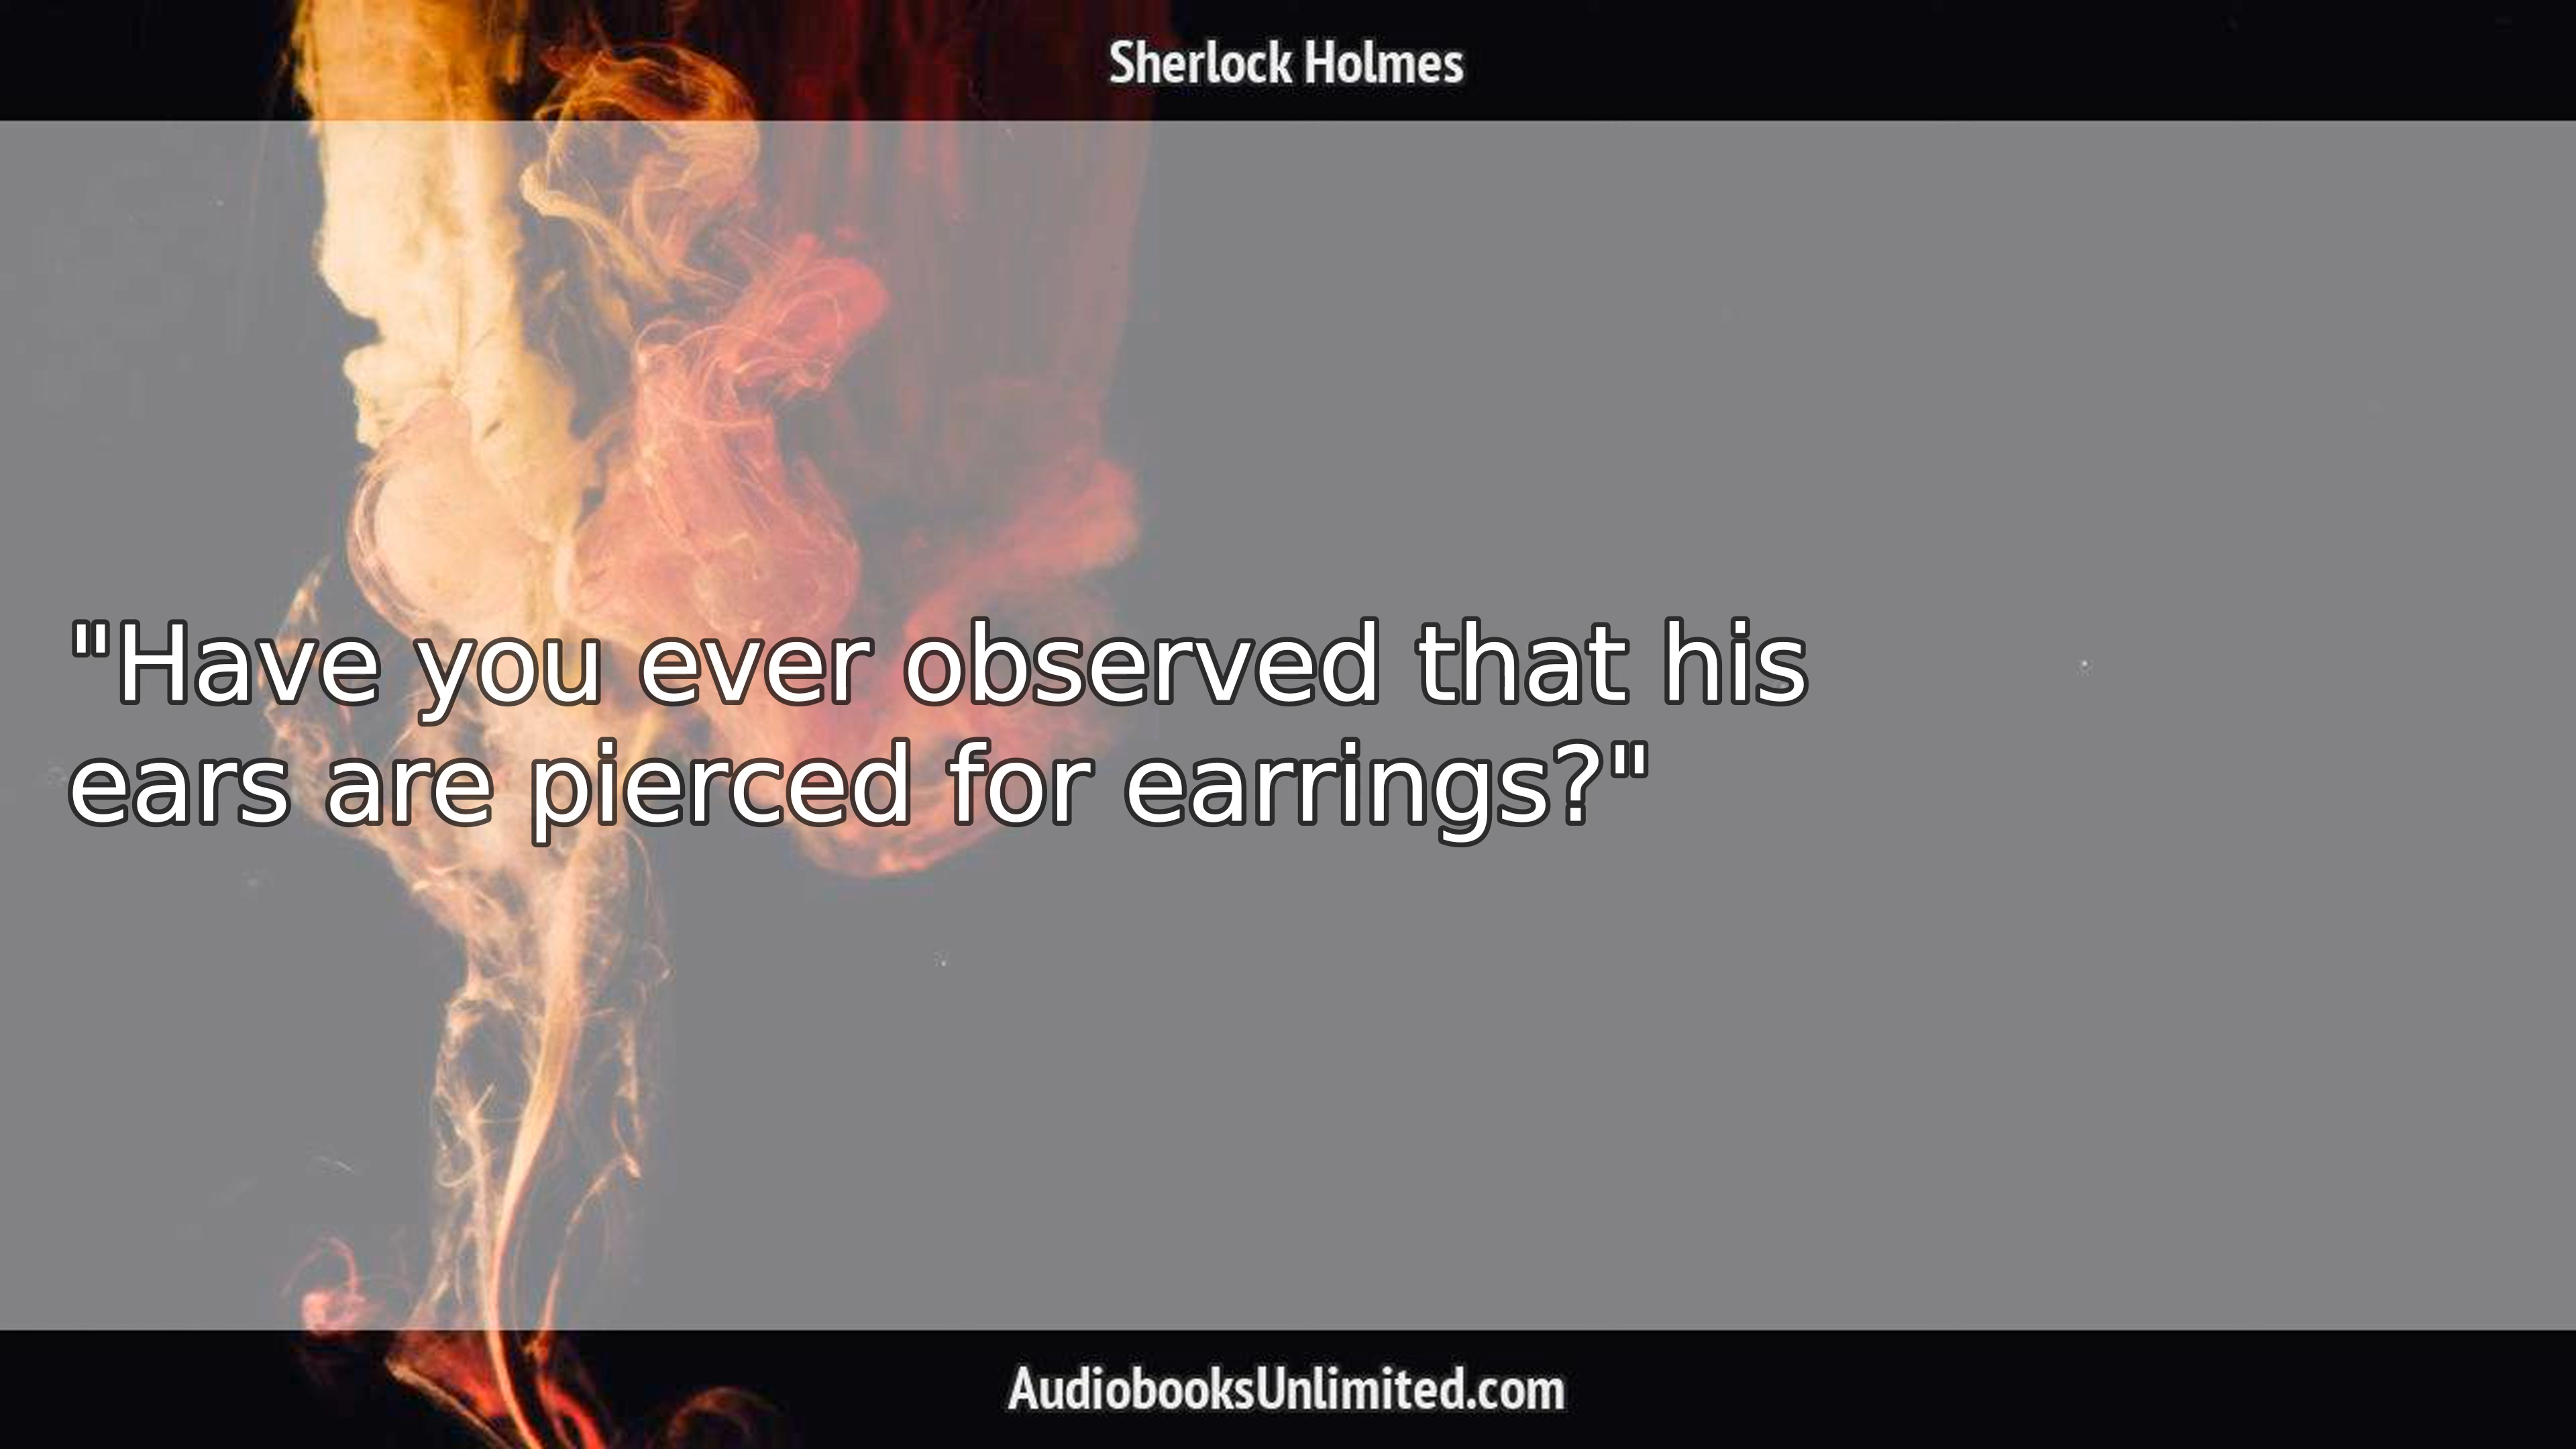 Sherlock Holmes
"Have you ever observed that his
ears are pierced for earrings?"
AudiobooksUnlimited.com